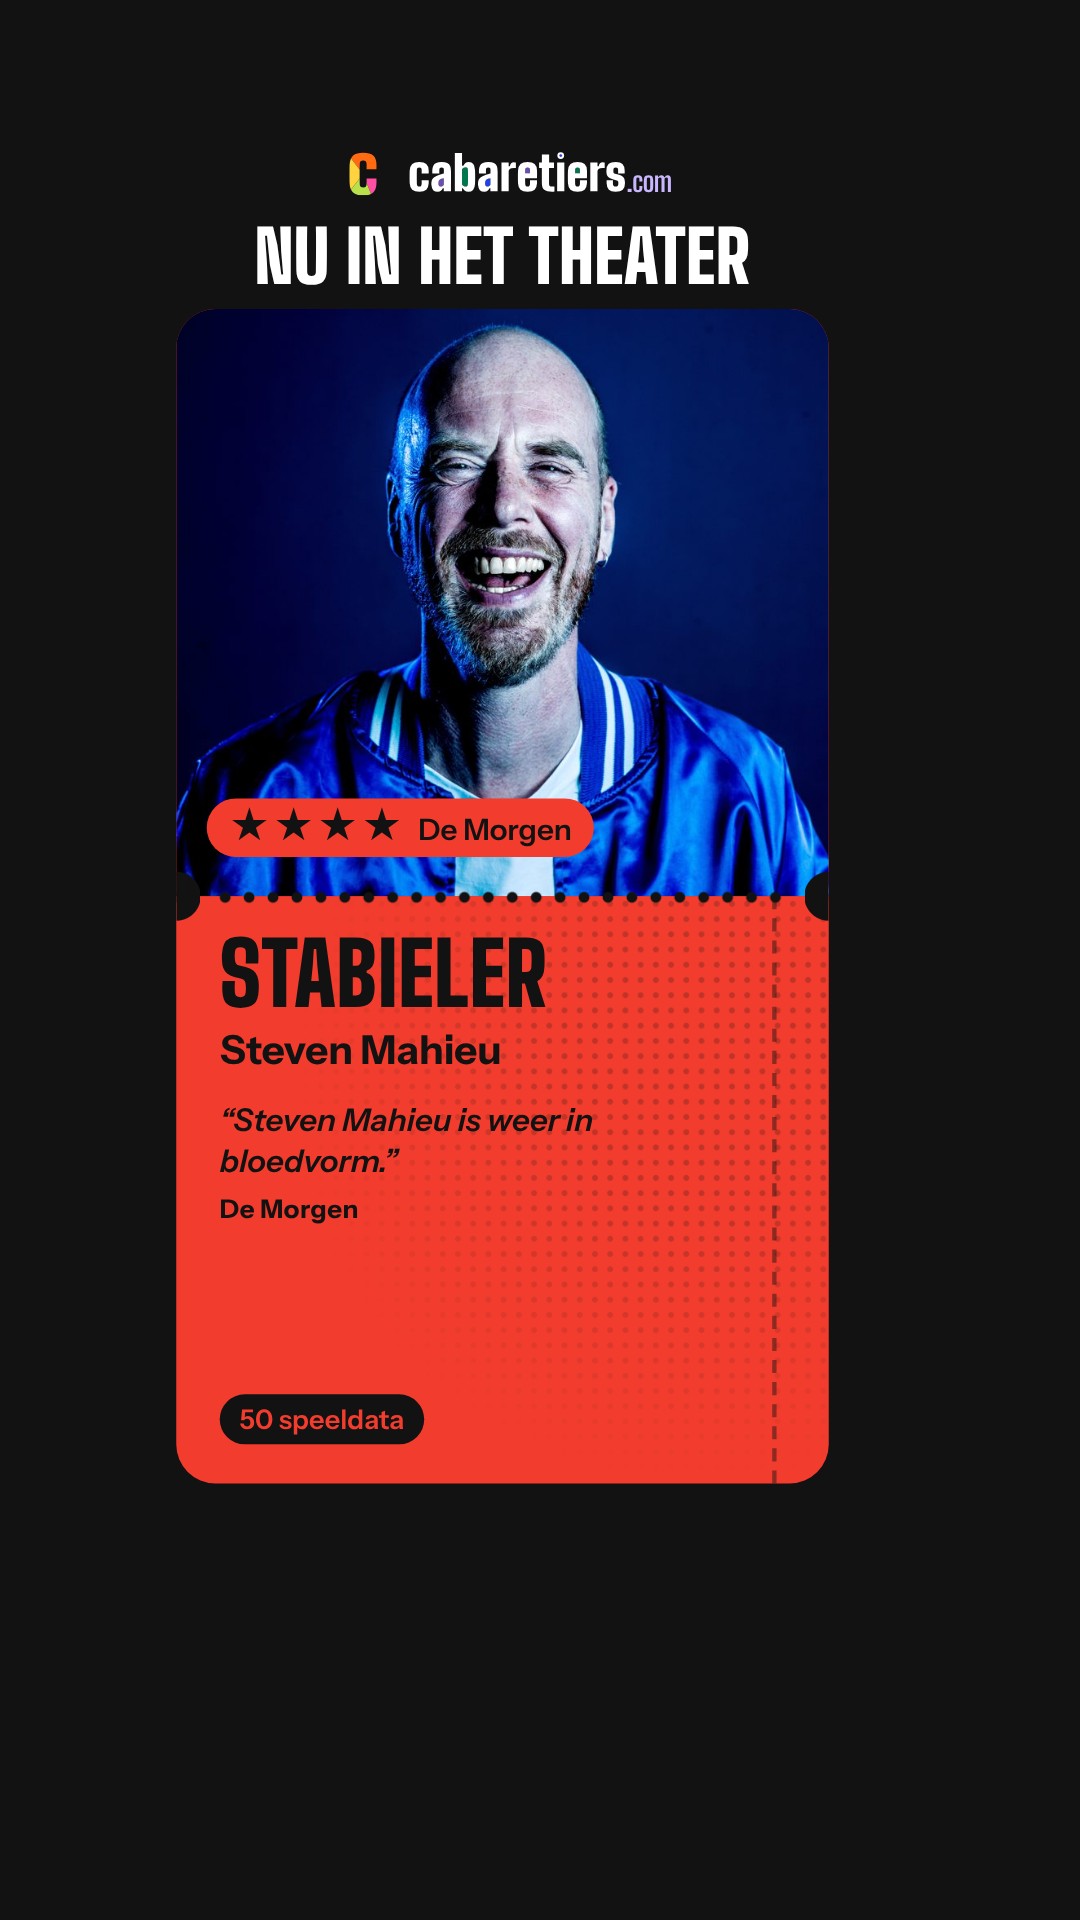 C cabaretiers.com
NU IN HET THEATER
★★★★ De Morgen
STABIELER
Steven Mahieu
“Steven Mahieu is weer in
bloedvorm.”
De Morgen
50 speeldata